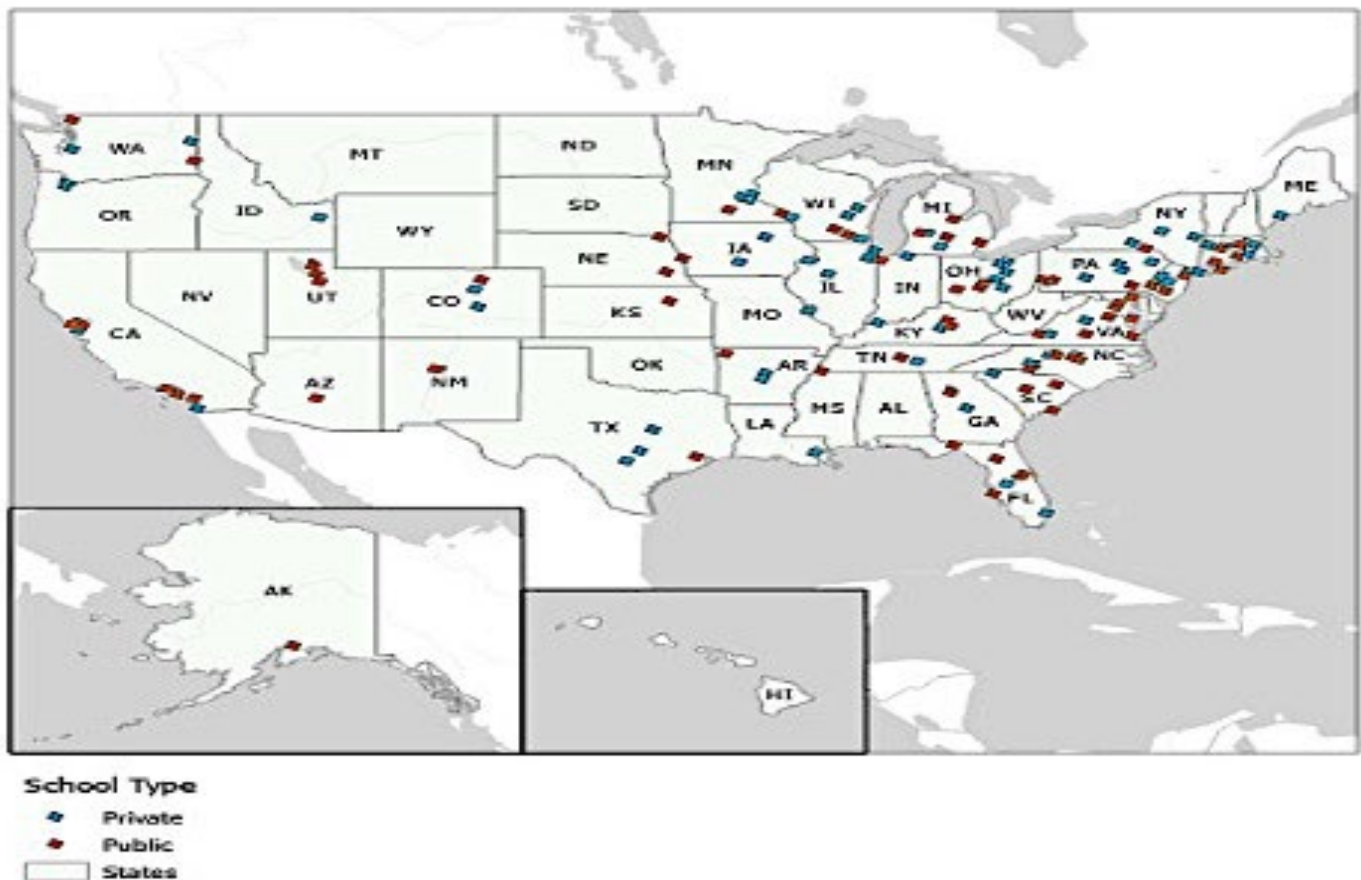 ME
ND
WA
MT
MN
OR
ID
SD
WI
MI
NY
WY
IA
NE
PA
OH
NV
UT
CO
IL
IN
CA
KS
MO
WV
KY
VA
AZ
NM
OK
AR
TN
NC
MS
AL
SC
TX
LA
GA
FL
AK
HI
School Type
Private
Public
States